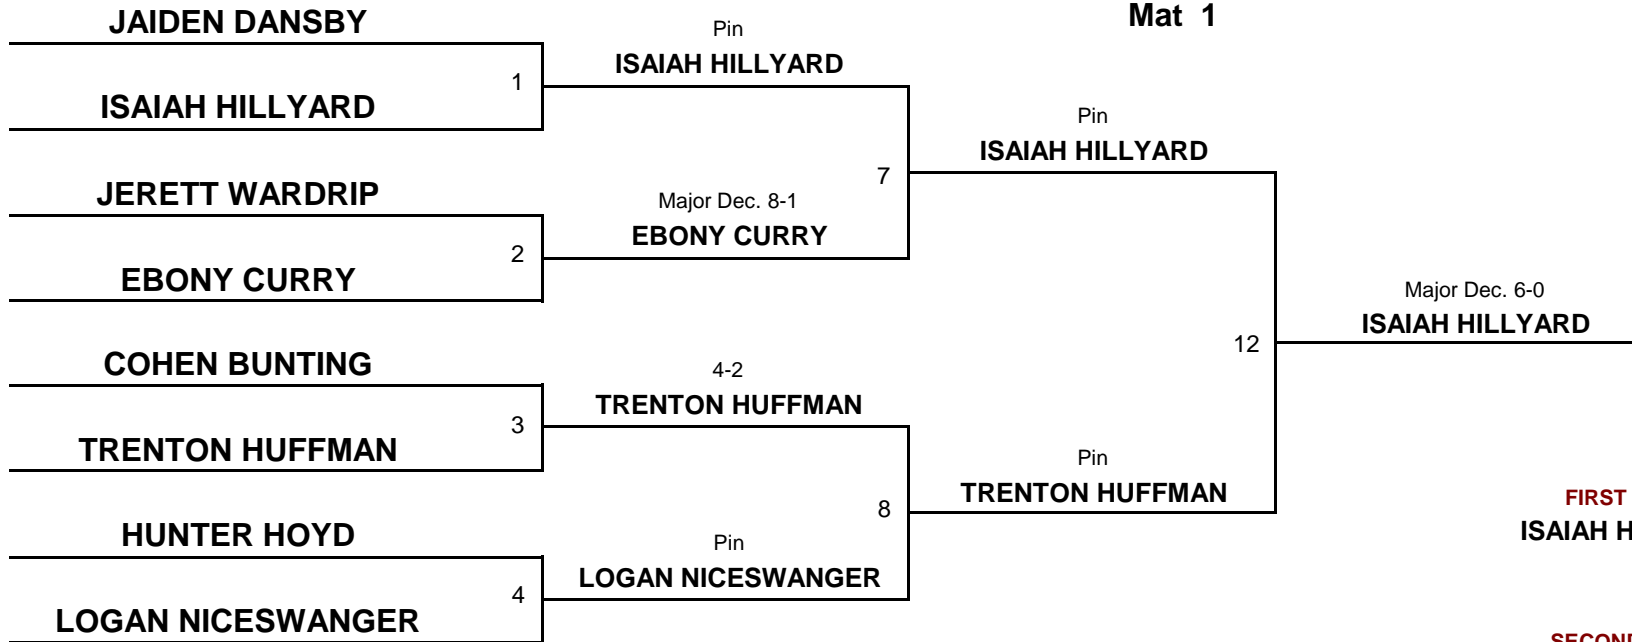 JAIDEN DANSBY
Pin
Mat 1
ISAIAH HILLYARD
1
ISAIAH HILLYARD
Pin
ISAIAH HILLYARD
7
JERETT WARDRIP
Major Dec. 8-1
EBONY CURRY
2
EBONY CURRY
Major Dec. 6-0
ISAIAH HILLYARD
12
COHEN BUNTING
4-2
TRENTON HUFFMAN
3
TRENTON HUFFMAN
Pin
TRENTON HUFFMAN
FIRST
8
ISAIAH H
HUNTER HOYD
Pin
LOGAN NICESWANGER
4
LOGAN NICESWANGER
SECOND